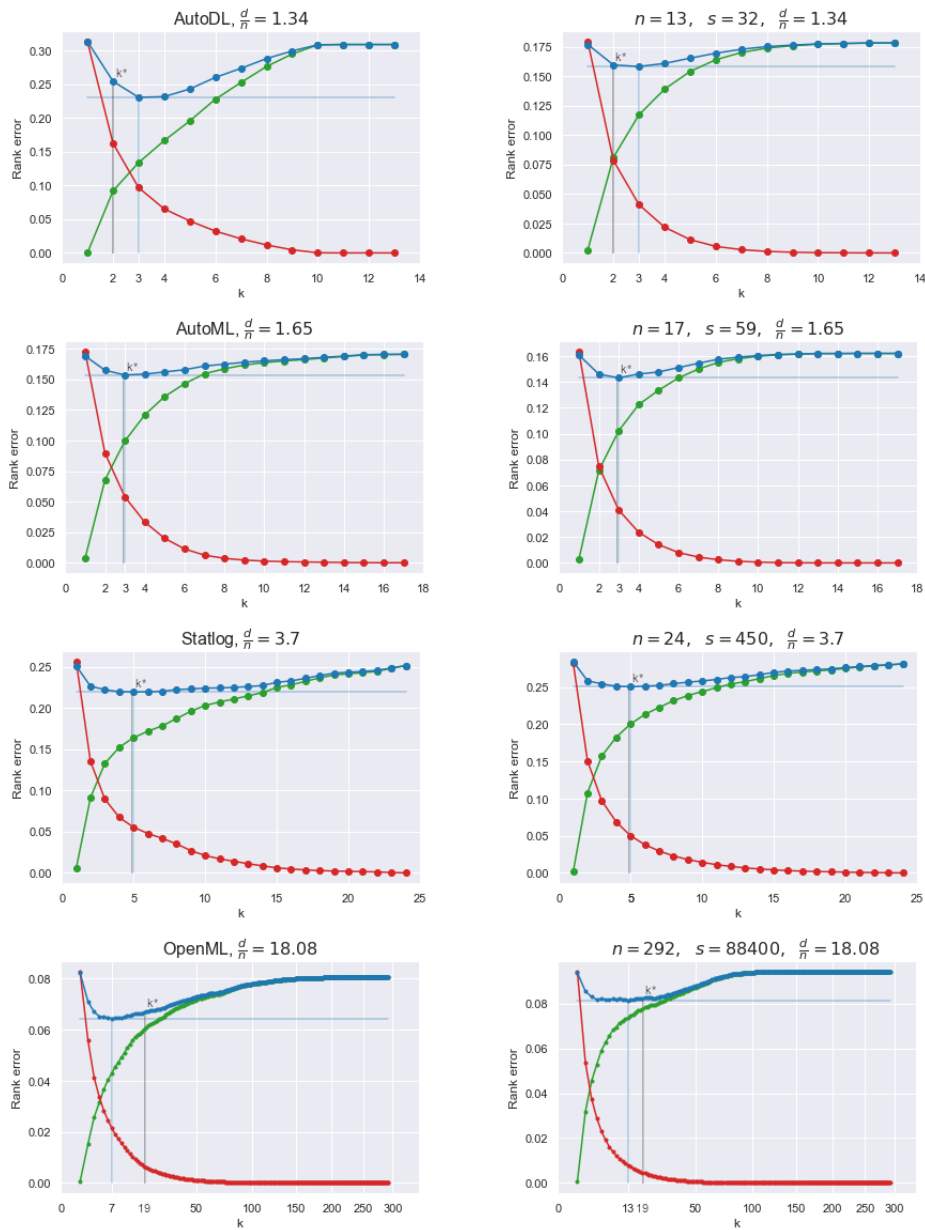 AutoDL, d/n = 1.34
0.30
0.25
0.20
0.15
0.10
0.05
0.00
Rank error
k*
0 2 3 4 6 8 10 12 14
k
n = 13, s = 32, d/n = 1.34
0.175
0.150
0.125
0.100
0.075
0.050
0.025
0.000
Rank error
k*
0 2 3 4 6 8 10 12 14
k
AutoML, d/n = 1.65
0.175
0.150
0.125
0.100
0.075
0.050
0.025
0.000
Rank error
k*
0 2 3 4 6 8 10 12 14 16 18
k
n = 17, s = 59, d/n = 1.65
0.16
0.14
0.12
0.10
0.08
0.06
0.04
0.02
0.00
Rank error
k*
0 2 3 4 6 8 10 12 14 16 18
k
Statlog, d/n = 3.7
0.25
0.20
0.15
0.10
0.05
0.00
Rank error
k*
0 5 10 15 20 25
k
n = 24, s = 450, d/n = 3.7
0.25
0.20
0.15
0.10
0.05
0.00
Rank error
k*
0 5 10 15 20 25
k
OpenML, d/n = 18.08
0.08
0.06
0.04
0.02
0.00
Rank error
k*
0 7 19 50 100 150 200 250 300
k
n = 292, s = 88400, d/n = 18.08
0.08
0.06
0.04
0.02
0.00
Rank error
k*
0 13 19 50 100 150 200 250 300
k